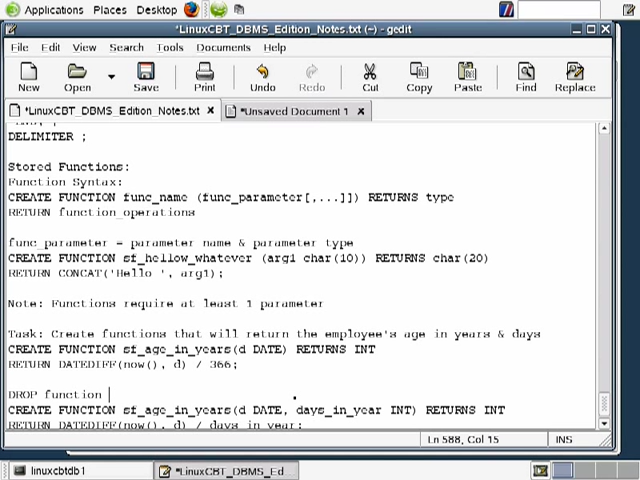 Applications Places Desktop
*LinuxCBT_DBMS_Edition_Notes.txt (~) - gedit
File Edit View Search Tools Documents Help
New Open Save Print Undo Redo Cut Copy Paste Find Replace
*LinuxCBT_DBMS_Edition_Notes.txt *Unsaved Document 1
DELIMITER ;
Stored Functions:
Function Syntax:
CREATE FUNCTION func_name (func_parameter[,...]]) RETURNS type
RETURN function_operations
func_parameter = parameter name & parameter type
CREATE FUNCTION sf_hellow_whatever (arg1 char(10)) RETURNS char(20)
RETURN CONCAT('Hello ', arg1);
Note: Functions require at least 1 parameter
Task: Create functions that will return the employee's age in years & days
CREATE FUNCTION sf_age_in_years(d DATE) RETURNS INT
RETURN DATEDIFF(now(), d) / 366;
DROP function
CREATE FUNCTION sf_age_in_years(d DATE, days_in_year INT) RETURNS INT
RETURN DATEDIFF(now(), d) / days_in_year;
Ln 588, Col 15 INS
linuxcbtdb1 *LinuxCBT_DBMS_Ed...